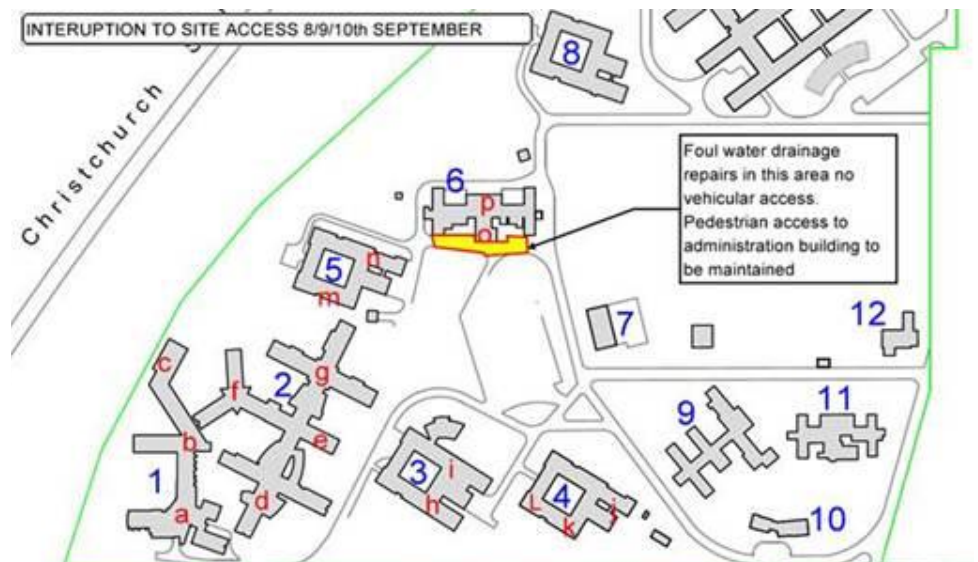 INTERUPTION TO SITE ACCESS 8/9/10th SEPTEMBER
Christchurch
8
Foul water drainage
repairs in this area no
vehicular access.
Pedestrian access to
administration building to
be maintained
6
p
o
n
5
m
7
12
c
f
2
g
b
e
9
11
1
3
i
4
a
d
h
L
k
j
10